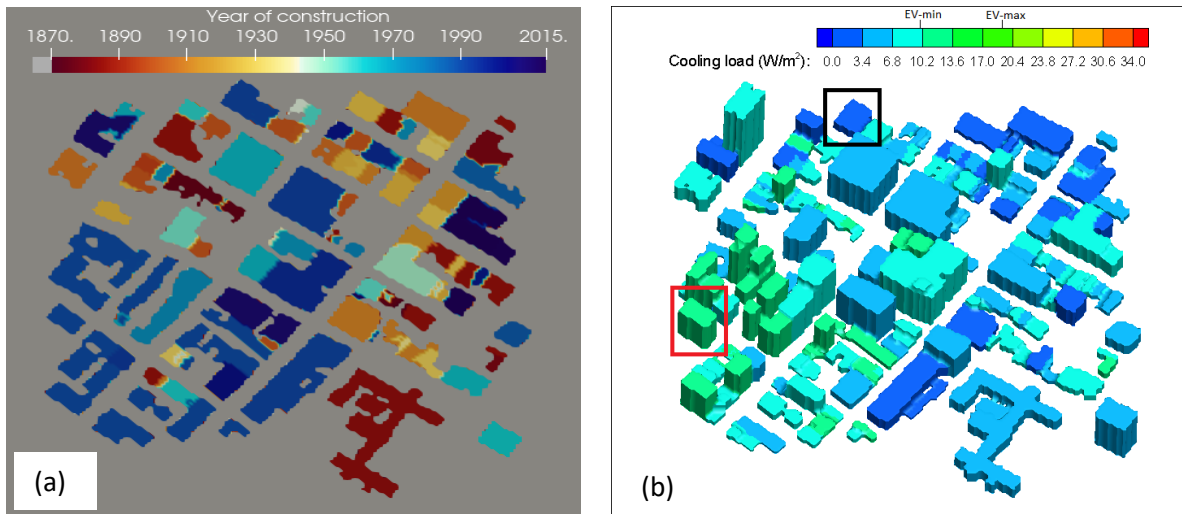 Year of construction
1870. 1890 1910 1930 1950 1970 1990 2015.
(a)
EV-min EV-max
Cooling load (W/m²): 0.0 3.4 6.8 10.2 13.6 17.0 20.4 23.8 27.2 30.6 34.0
(b)